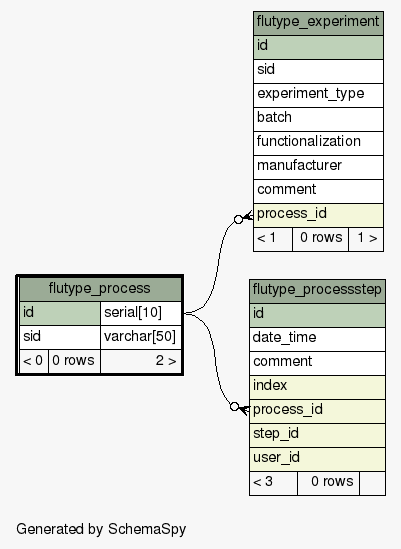 flutype_experiment
id
sid
experiment_type
batch
functionalization
manufacturer
comment
process_id
< 1 0 rows 1 >
flutype_process
id serial[10]
sid varchar[50]
< 0 0 rows 2 >
flutype_processstep
id
date_time
comment
index
process_id
step_id
user_id
< 3 0 rows
Generated by SchemaSpy